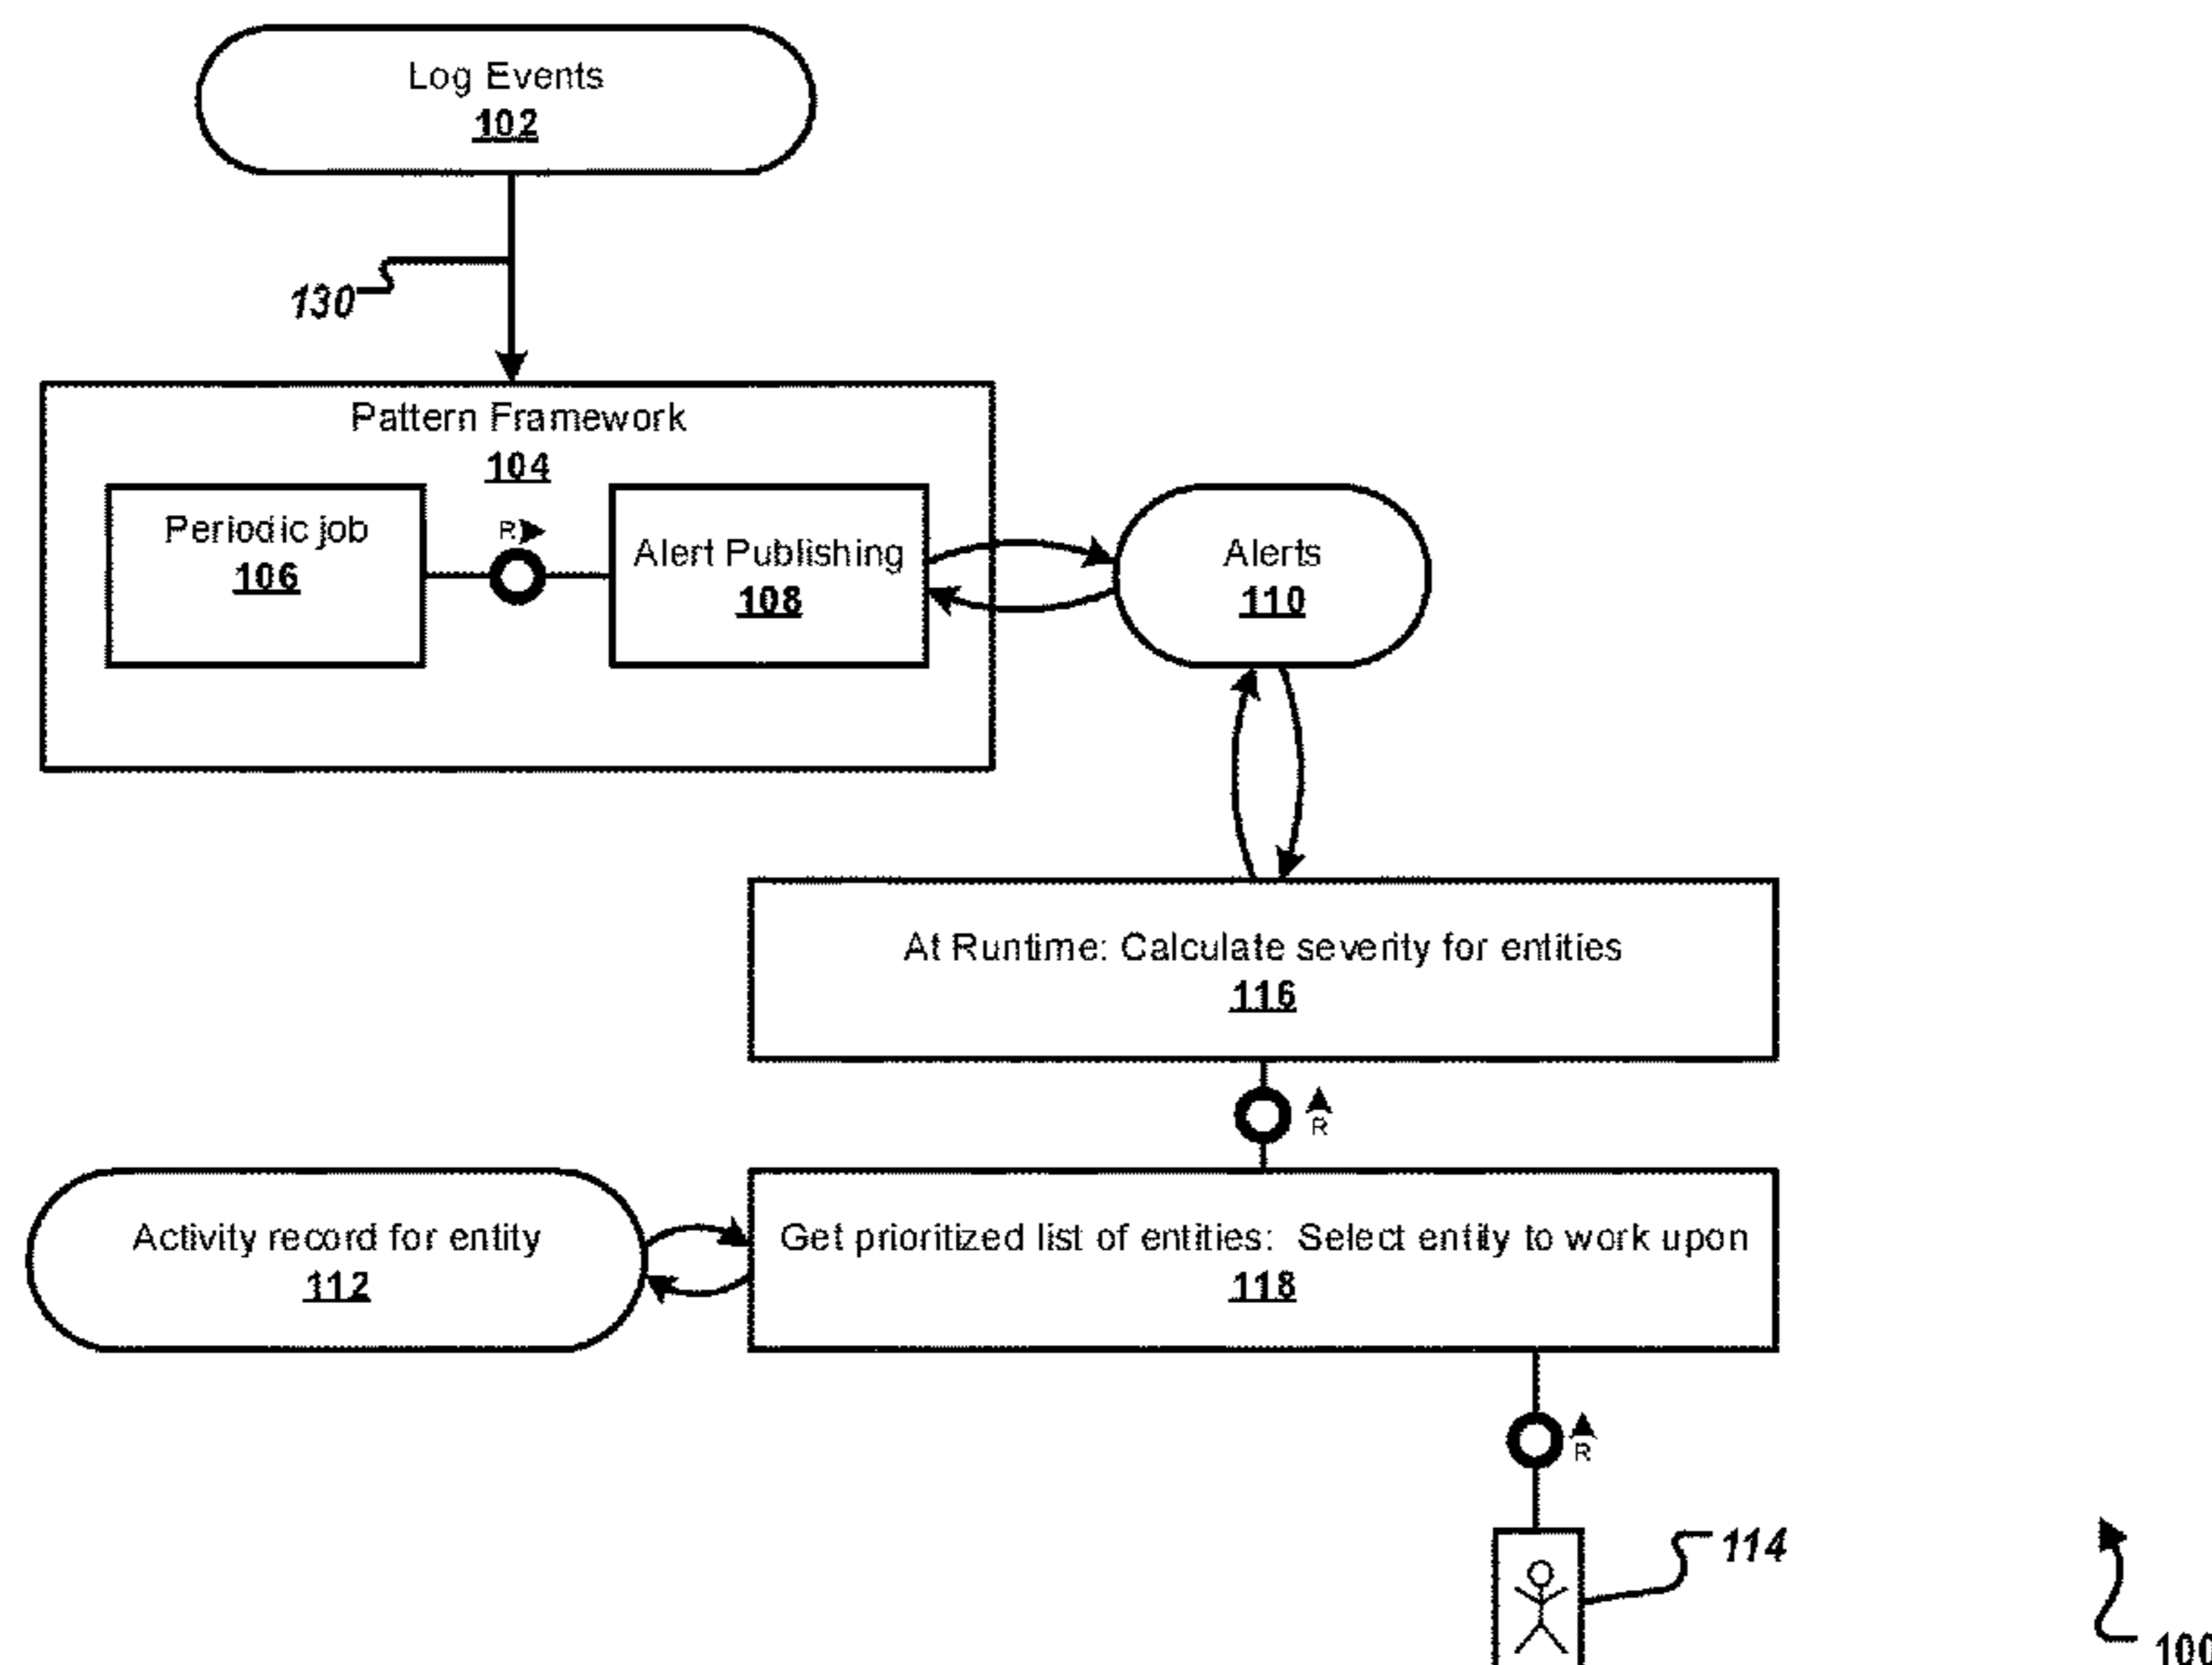 Log Events
102
130
Pattern Framework
104
Periodic job
106
R
Alert Publishing
108
Alerts
110
At Runtime: Calculate severity for entities
116
R
Activity record for entity
112
Get prioritized list of entities: Select entity to work upon
118
R
114
100